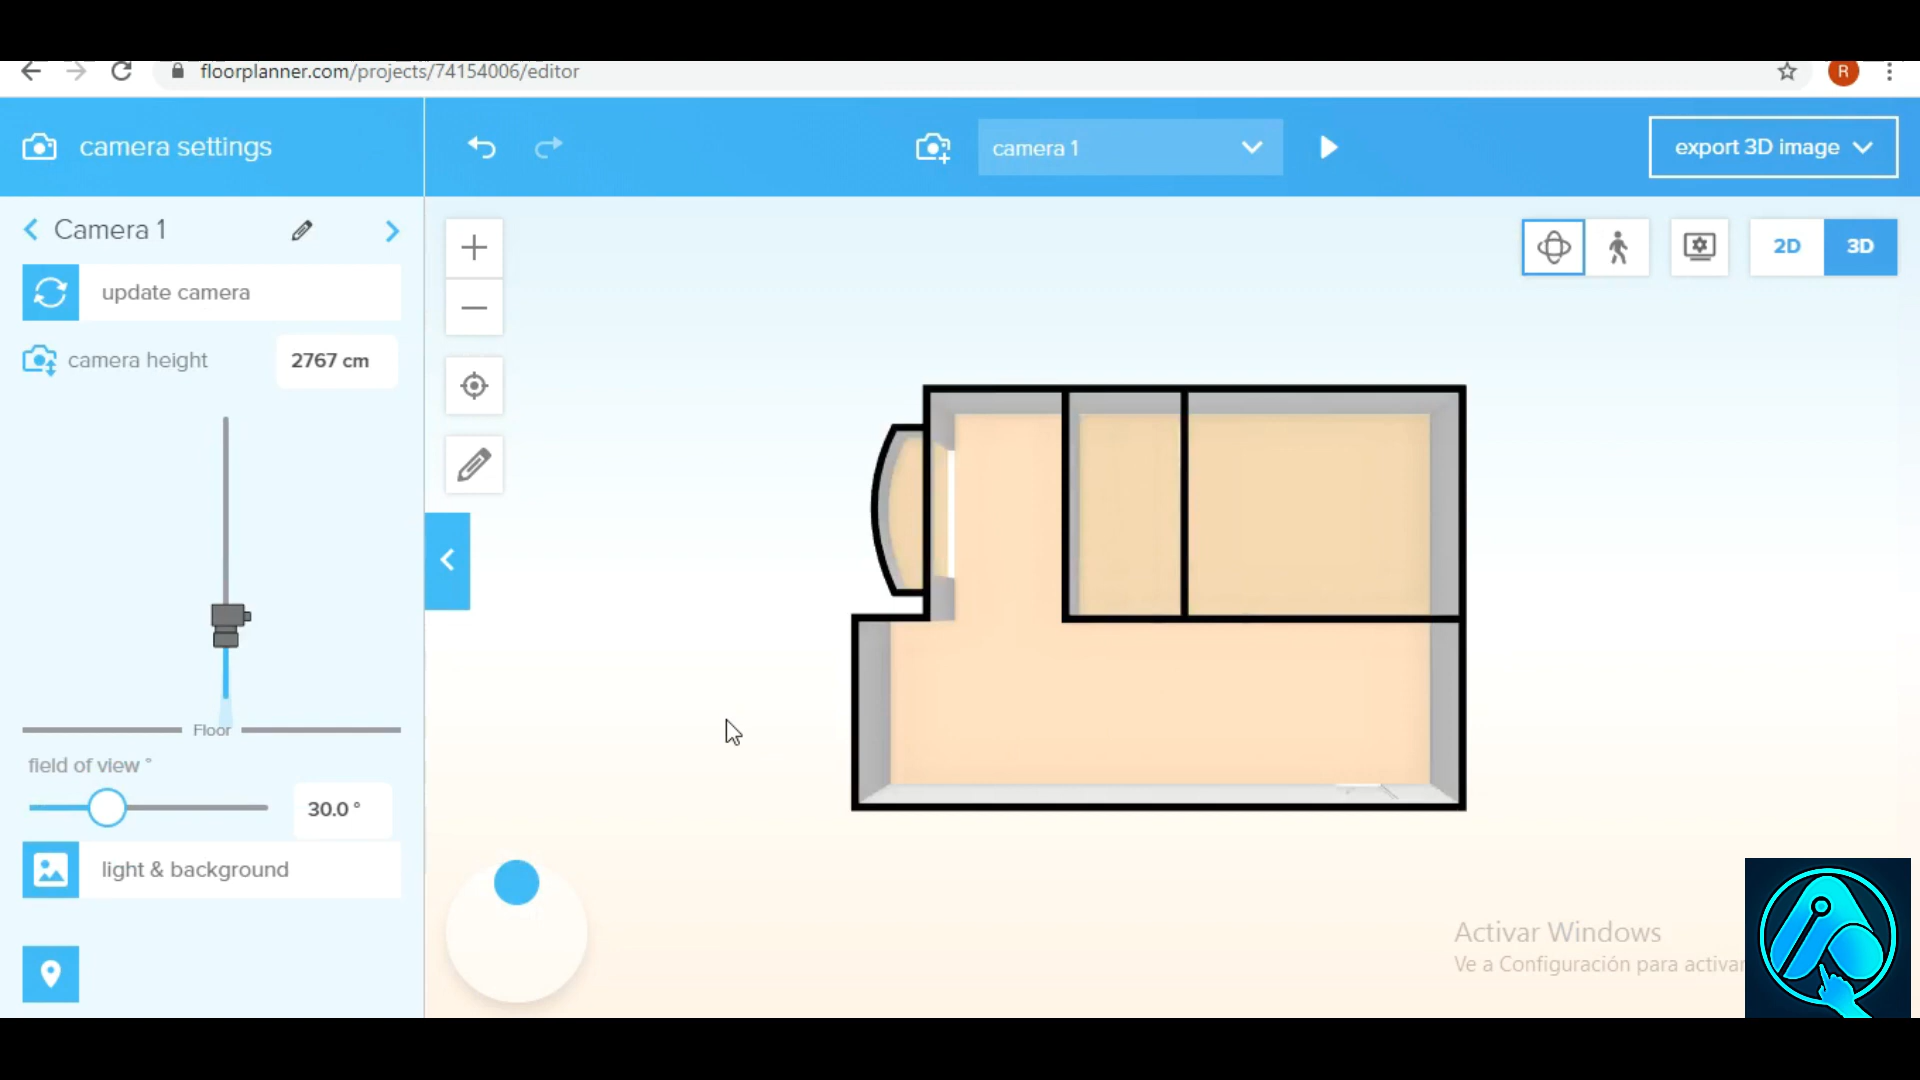 floorplanner.com/projects/74154006/editor
R
camera settings
camera 1
export 3D image
Camera 1
2D
3D
update camera
camera height
2767 cm
Floor
field of view °
30.0 °
light & background
Activar Windows
Ve a Configuración para activar